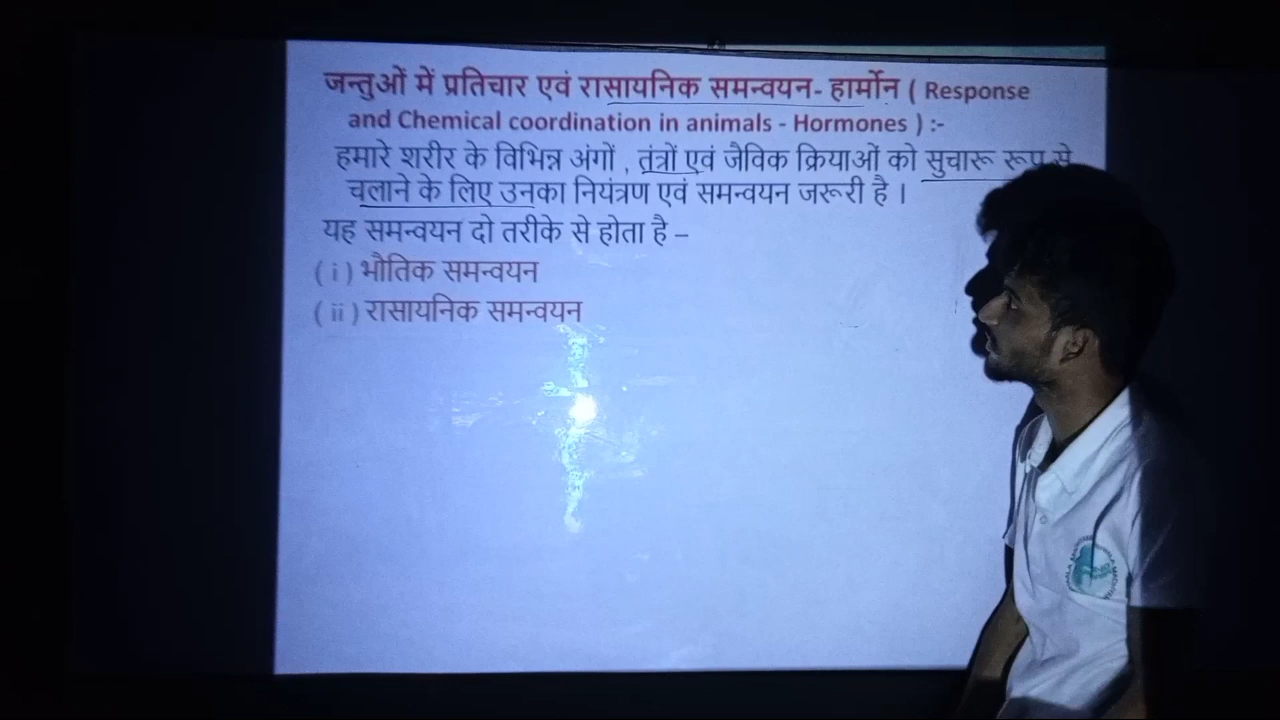 जन्तुओं में प्रतिचार एवं रासायनिक समन्वयन- हार्मोन ( Response
and Chemical coordination in animals - Hormones ) :-
हमारे शरीर के विभिन्न अंगों , तंत्रों एवं जैविक क्रियाओं को सुचारू रूप से
चलाने के लिए उनका नियंत्रण एवं समन्वयन जरूरी है ।
यह समन्वयन दो तरीके से होता है –
( i ) भौतिक समन्वयन
( ii ) रासायनिक समन्वयन